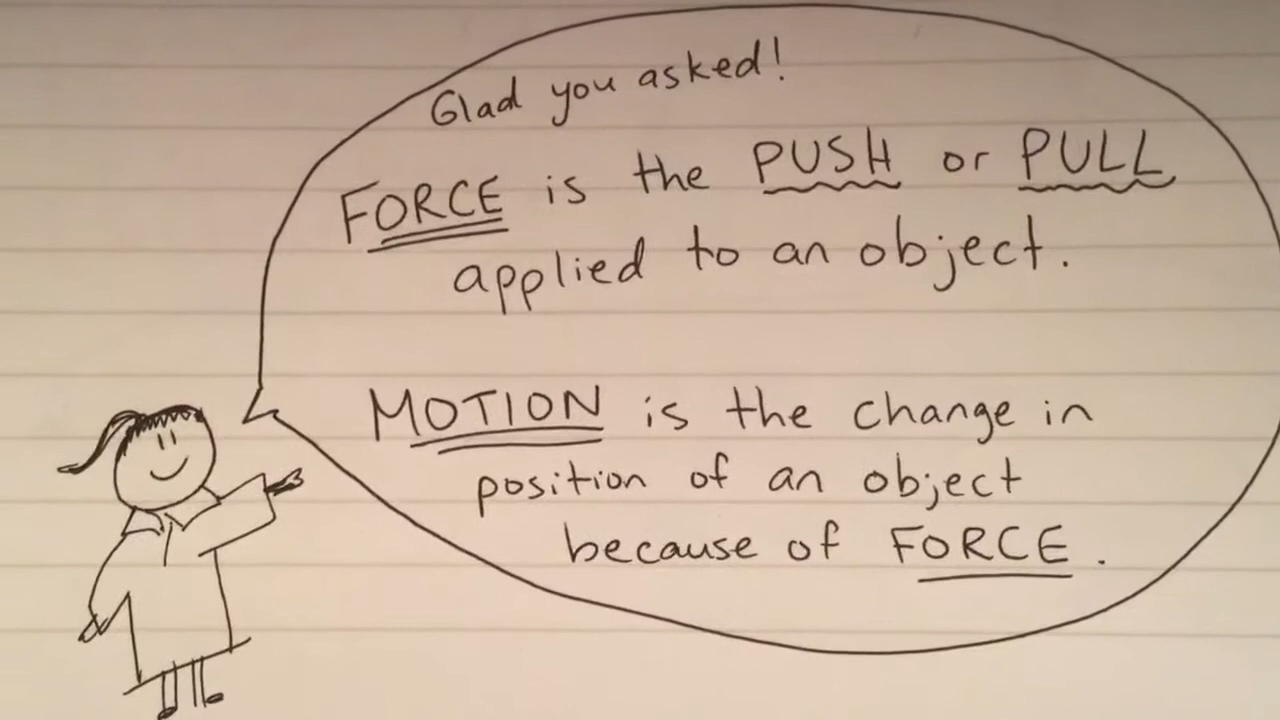 Glad you asked!
FORCE is the PUSH or PULL
applied to an object.
MOTION is the change in
position of an object
because of FORCE.